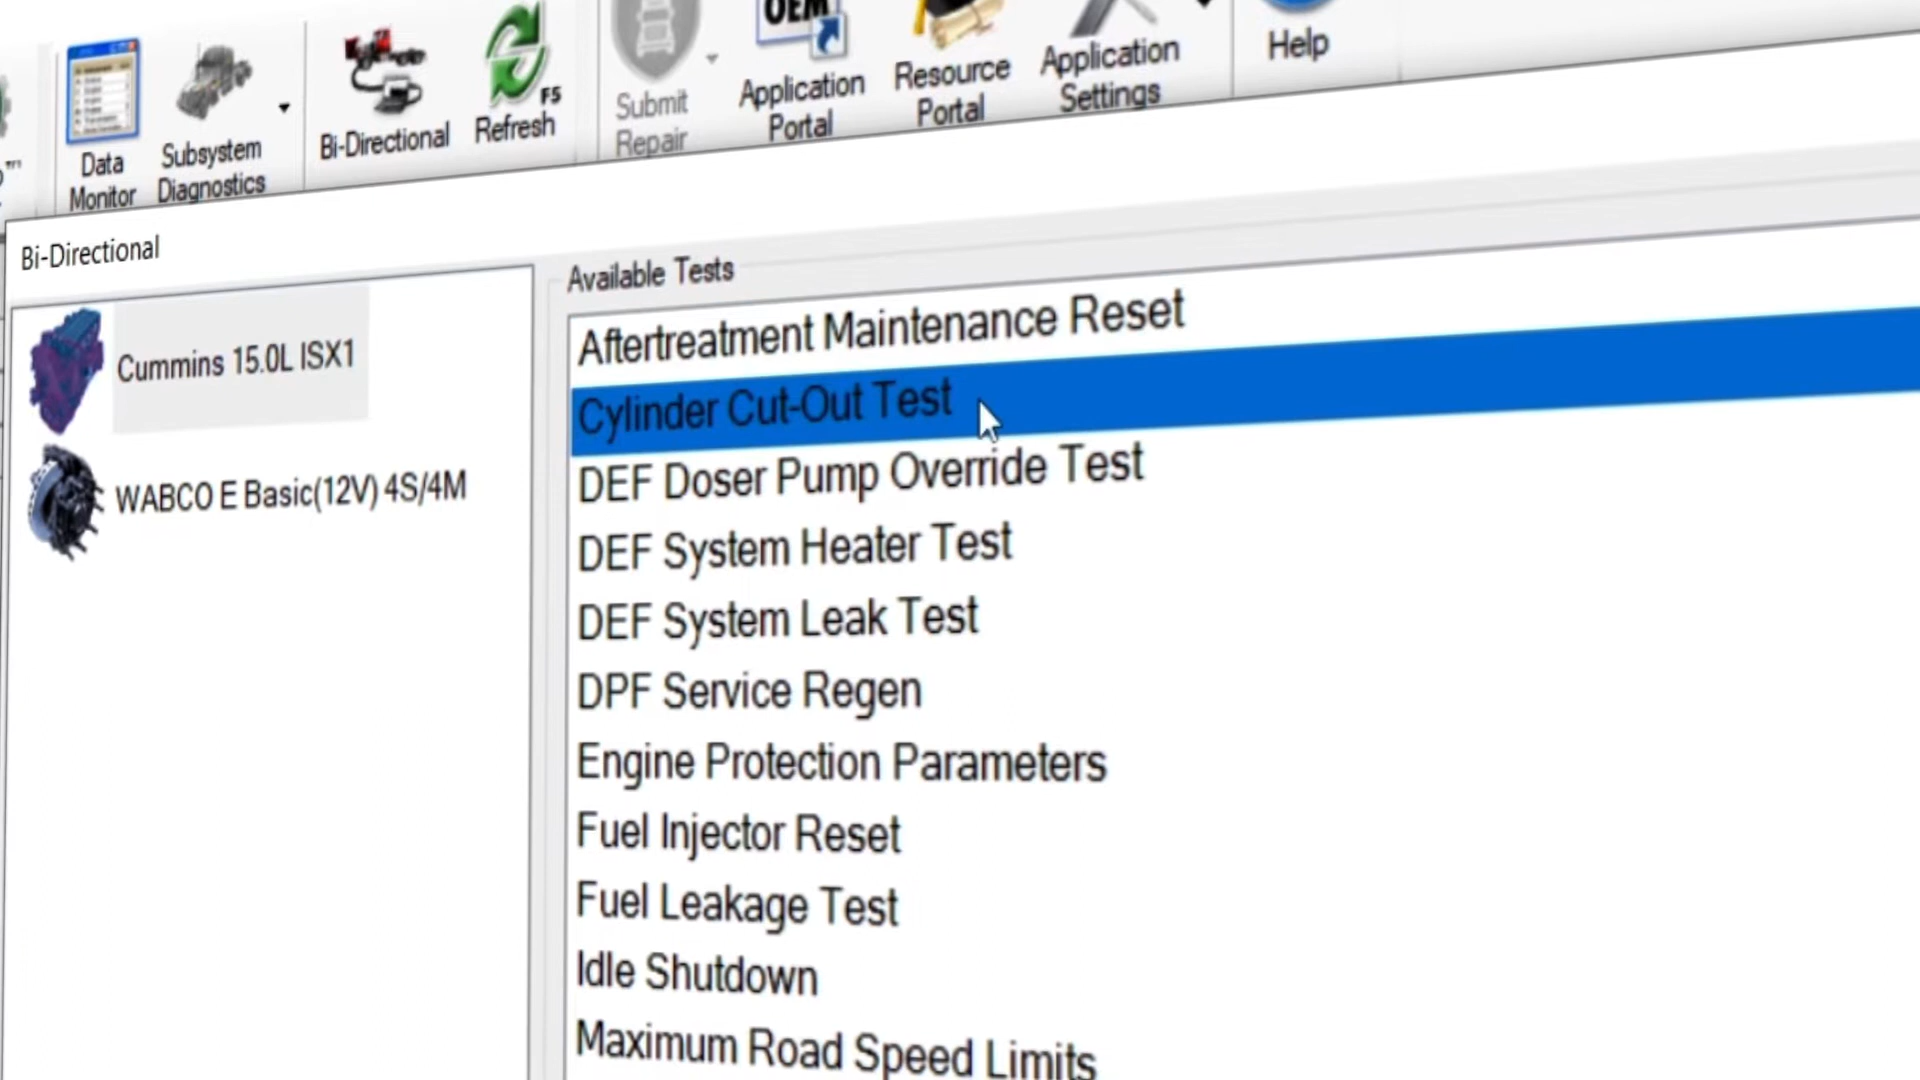 OEM
Data
Monitor
Subsystem
Diagnostics
Bi-Directional
F5
Refresh
Submit
Repair
Application
Portal
Resource
Portal
Application
Settings
Help
Bi-Directional
Cummins 15.0L ISX1
WABCO E Basic(12V) 4S/4M
Available Tests
Aftertreatment Maintenance Reset
Cylinder Cut-Out Test
DEF Doser Pump Override Test
DEF System Heater Test
DEF System Leak Test
DPF Service Regen
Engine Protection Parameters
Fuel Injector Reset
Fuel Leakage Test
Idle Shutdown
Maximum Road Speed Limits